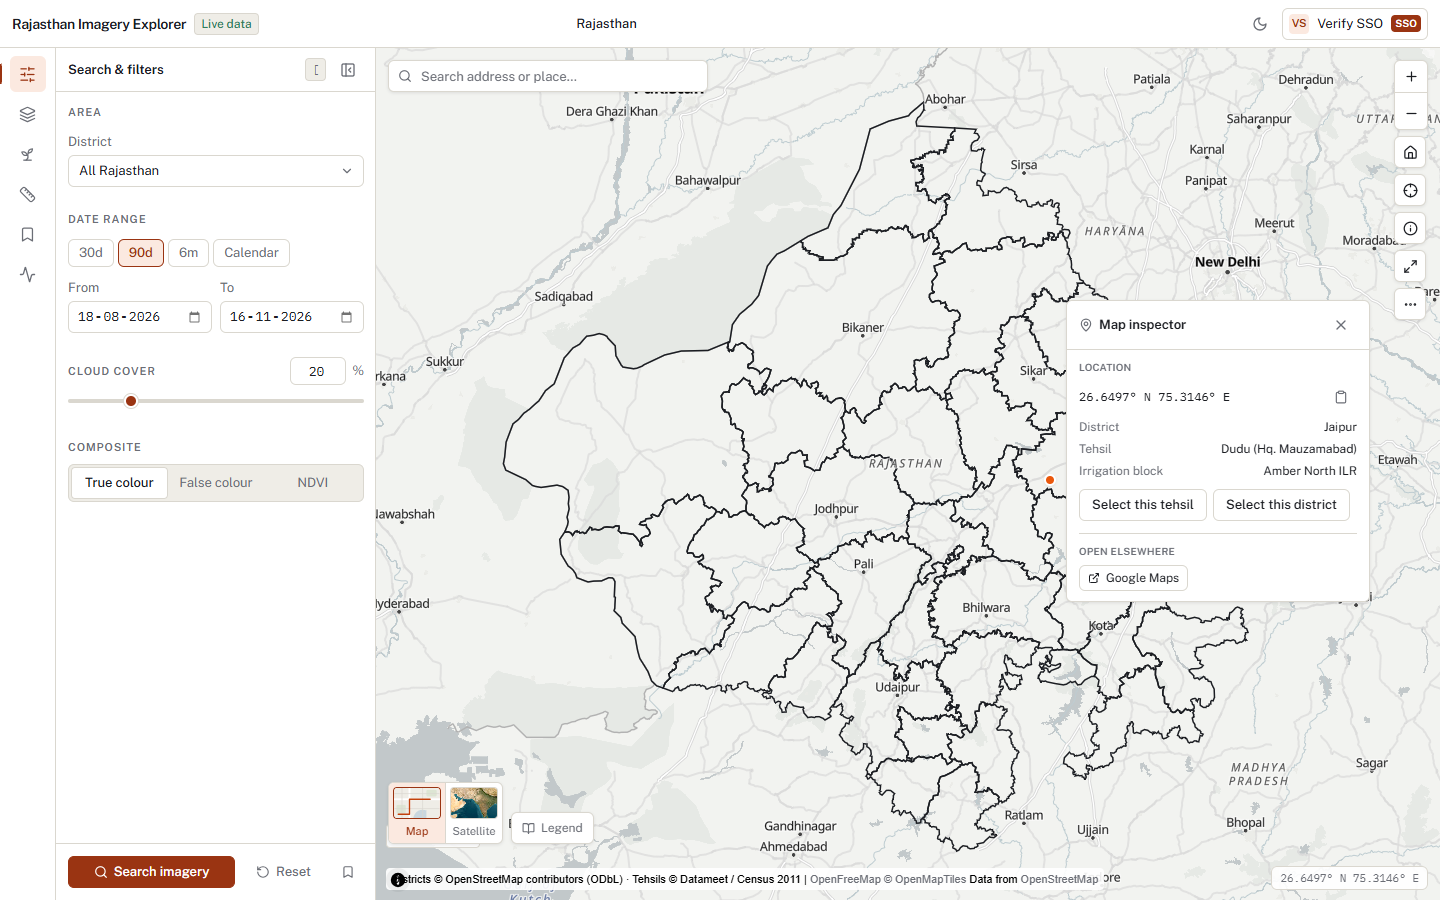 Rajasthan Imagery Explorer
Live data
Rajasthan
VS
Verify SSO
SSO
Search & filters
[
AREA
District
All Rajasthan
DATE RANGE
30d
90d
6m
Calendar
From
To
18-08-2026
16-11-2026
CLOUD COVER
20
%
COMPOSITE
True colour
False colour
NDVI
Search imagery
Reset
Search address or place...
Dera Ghazi Khan
Abohar
Patiala
Dehradun
Saharanpur
Karnal
Panipat
Sirsa
Bahawalpur
HARYĀNA
Meerut
New Delhi
Sadiqabad
Bikaner
Sukkur
Sikar
RAJASTHAN
Jodhpur
Pali
Bhilwara
Kota
Udaipur
Etawah
MADHYA
PRADESH
Sagar
Bhopal
Ratlam
Ujjain
Gandhinagar
Ahmedabad
Map inspector
LOCATION
26.6497° N 75.3146° E
District
Jaipur
Tehsil
Dudu (Hq. Mauzamabad)
Irrigation block
Amber North ILR
Select this tehsil
Select this district
OPEN ELSEWHERE
Google Maps
Map
Satellite
Legend
stricts © OpenStreetMap contributors (ODbL) · Tehsils © Datameet / Census 2011 | OpenFreeMap © OpenMapTiles Data from OpenStreetMap
26.6497° N 75.3146° E